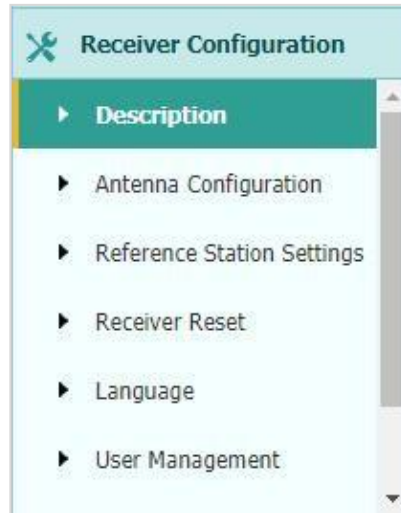 Receiver Configuration
Description
Antenna Configuration
Reference Station Settings
Receiver Reset
Language
User Management